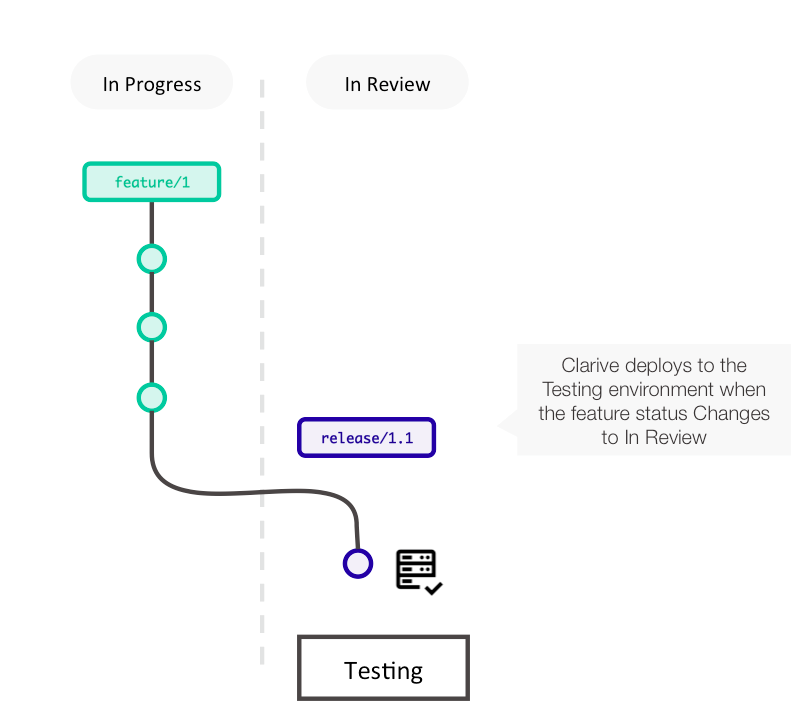 In Progress
In Review
feature/1
Clarive deploys to the
Testing environment when
the feature status Changes
to In Review
release/1.1
Testing